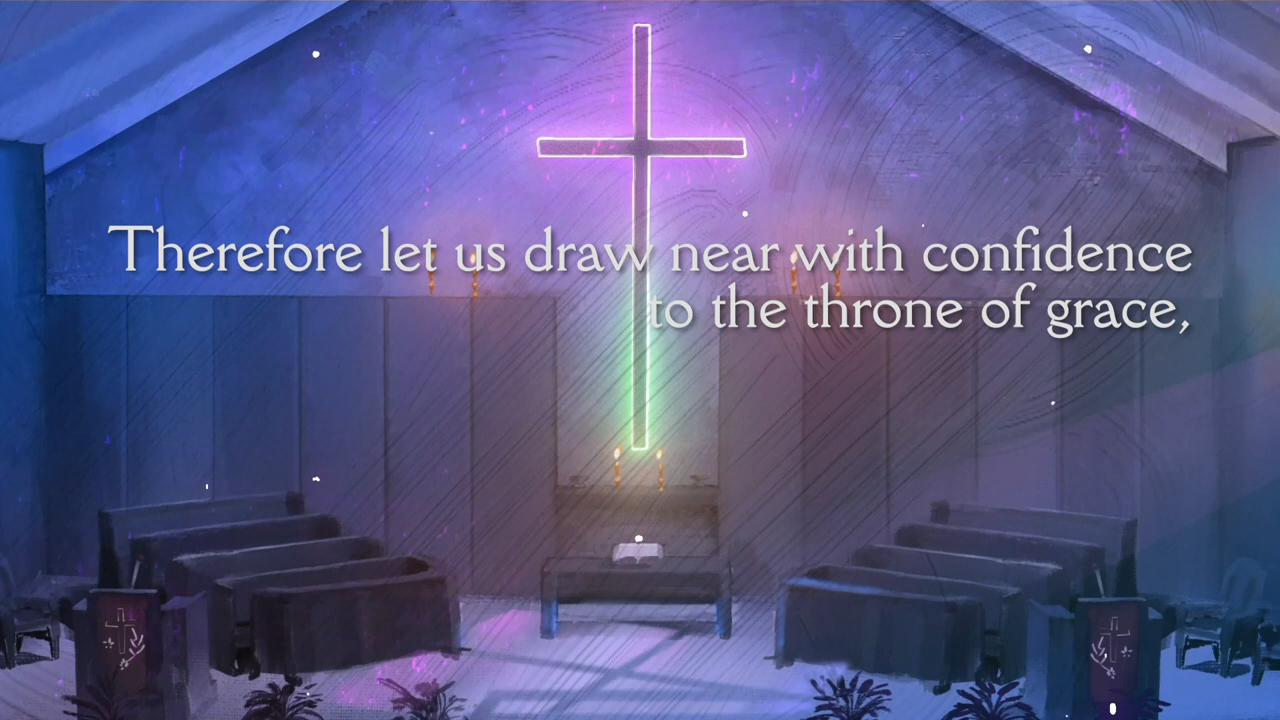 Therefore let us draw near with confidence
to the throne of grace,